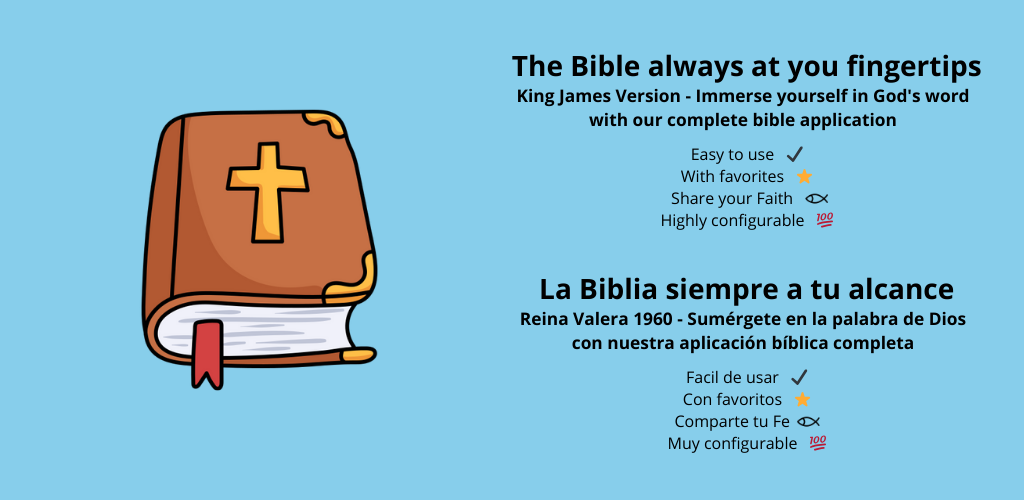 The Bible always at you fingertips
King James Version - Immerse yourself in God's word
with our complete bible application
Easy to use ✔
With favorites ⭐
Share your Faith
Highly configurable 💯
La Biblia siempre a tu alcance
Reina Valera 1960 - Sumérgete en la palabra de Dios
con nuestra aplicación bíblica completa
Facil de usar ✔
Con favoritos ⭐
Comparte tu Fe
Muy configurable 💯